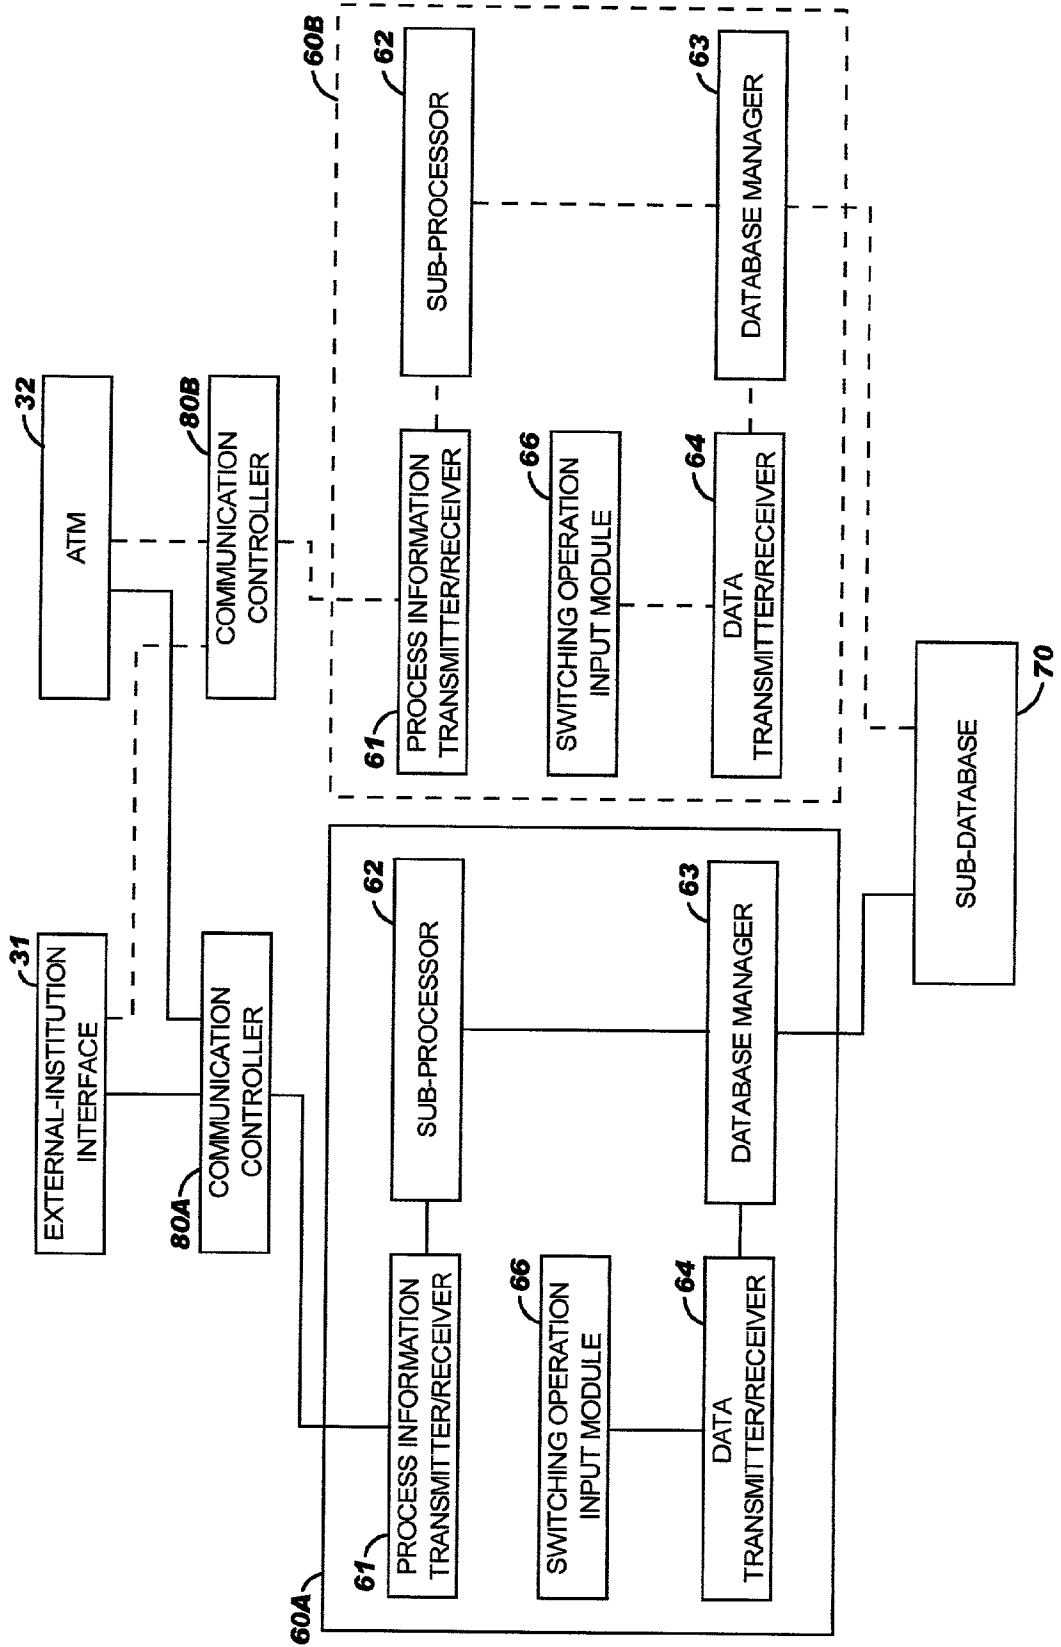 31
EXTERNAL-INSTITUTION
INTERFACE
32
ATM
80A
COMMUNICATION
CONTROLLER
80B
COMMUNICATION
CONTROLLER
60A
61
PROCESS INFORMATION
TRANSMITTER/RECEIVER
62
SUB-PROCESSOR
66
SWITCHING OPERATION
INPUT MODULE
64
DATA
TRANSMITTER/RECEIVER
63
DATABASE MANAGER
60B
61
PROCESS INFORMATION
TRANSMITTER/RECEIVER
62
SUB-PROCESSOR
66
SWITCHING OPERATION
INPUT MODULE
64
DATA
TRANSMITTER/RECEIVER
63
DATABASE MANAGER
SUB-DATABASE
70